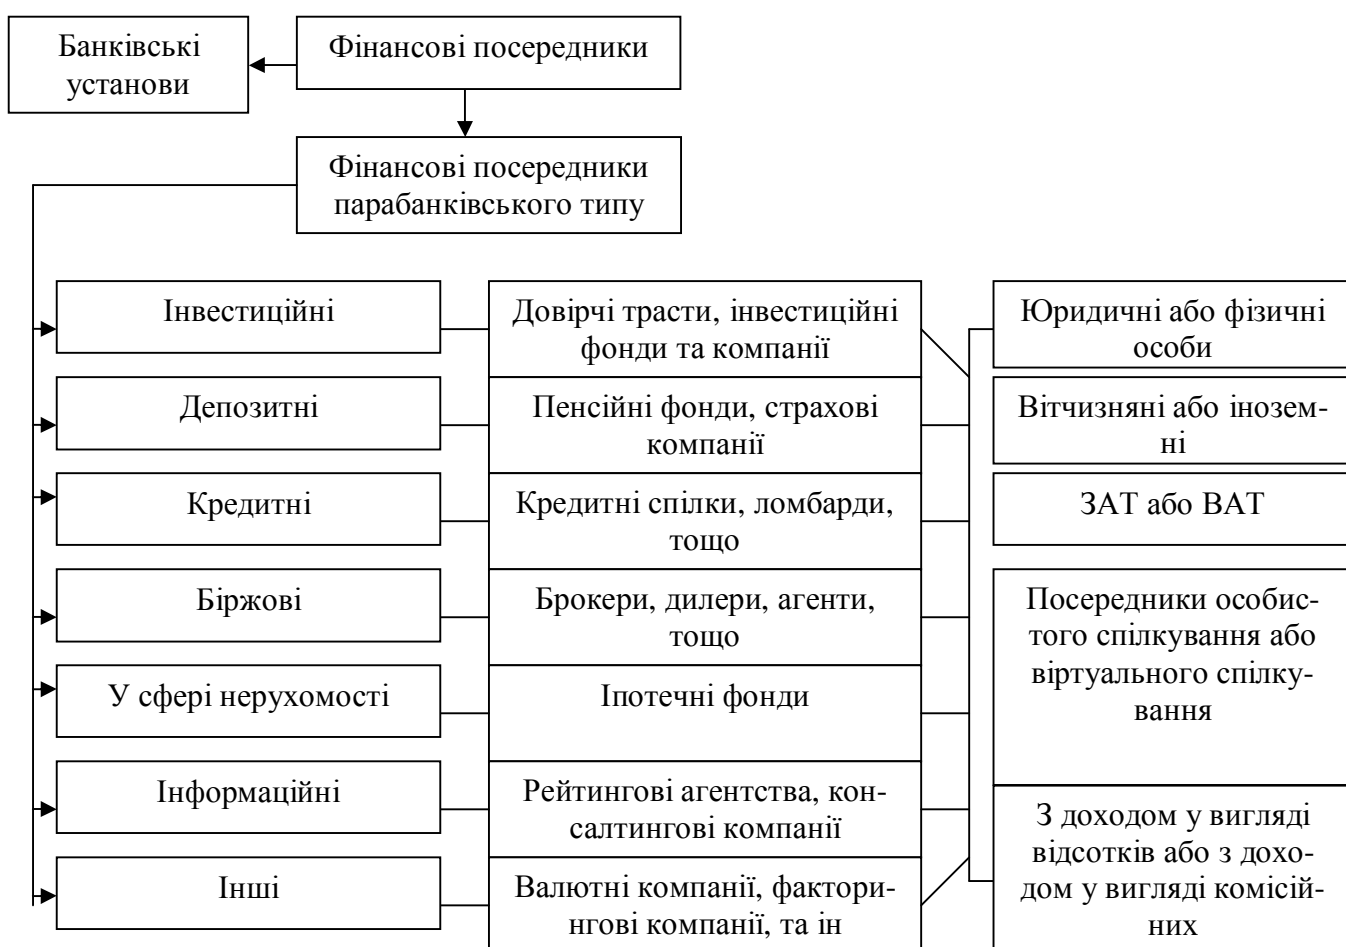 Банківські
установи
Фінансові посередники
Фінансові посередники
парабанківського типу
Інвестиційні
Довірчі трасти, інвестиційні
фонди та компанії
Юридичні або фізичні
особи
Депозитні
Пенсійні фонди, страхові
компанії
Вітчизняні або інозем-
ні
Кредитні
Кредитні спілки, ломбарди,
тощо
ЗАТ або ВАТ
Біржові
Брокери, дилери, агенти,
тощо
Посередники особис-
того спілкування або
віртуального спілку-
вання
У сфері нерухомості
Іпотечні фонди
Інформаційні
Рейтингові агентства, кон-
салтингові компанії
З доходом у вигляді
відсотків або з дохо-
дом у вигляді комісій-
них
Інші
Валютні компанії, фактори-
нгові компанії, та ін